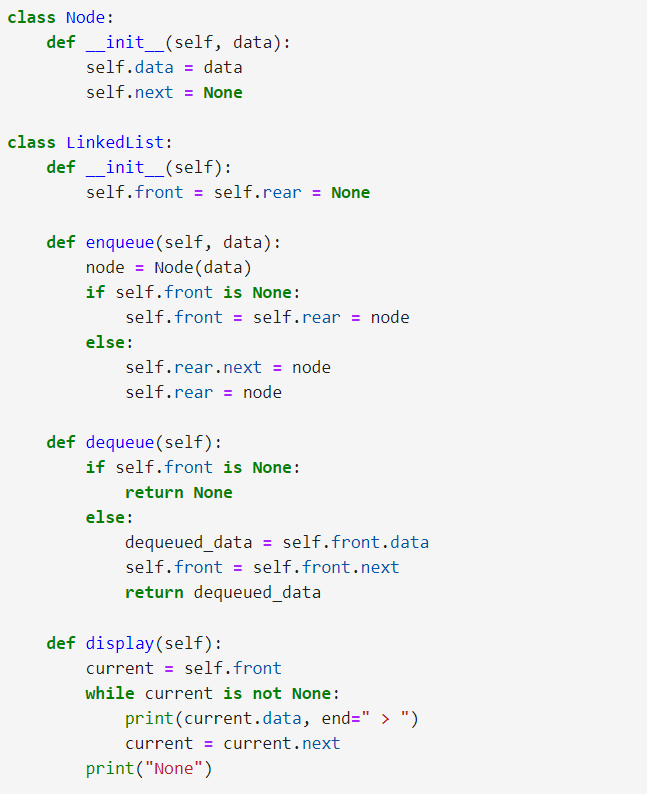 class Node:
    def __init__(self, data):
        self.data = data
        self.next = None

class LinkedList:
    def __init__(self):
        self.front = self.rear = None

    def enqueue(self, data):
        node = Node(data)
        if self.front is None:
            self.front = self.rear = node
        else:
            self.rear.next = node
            self.rear = node

    def dequeue(self):
        if self.front is None:
            return None
        else:
            dequeued_data = self.front.data
            self.front = self.front.next
            return dequeued_data

    def display(self):
        current = self.front
        while current is not None:
            print(current.data, end=" > ")
            current = current.next
        print("None")